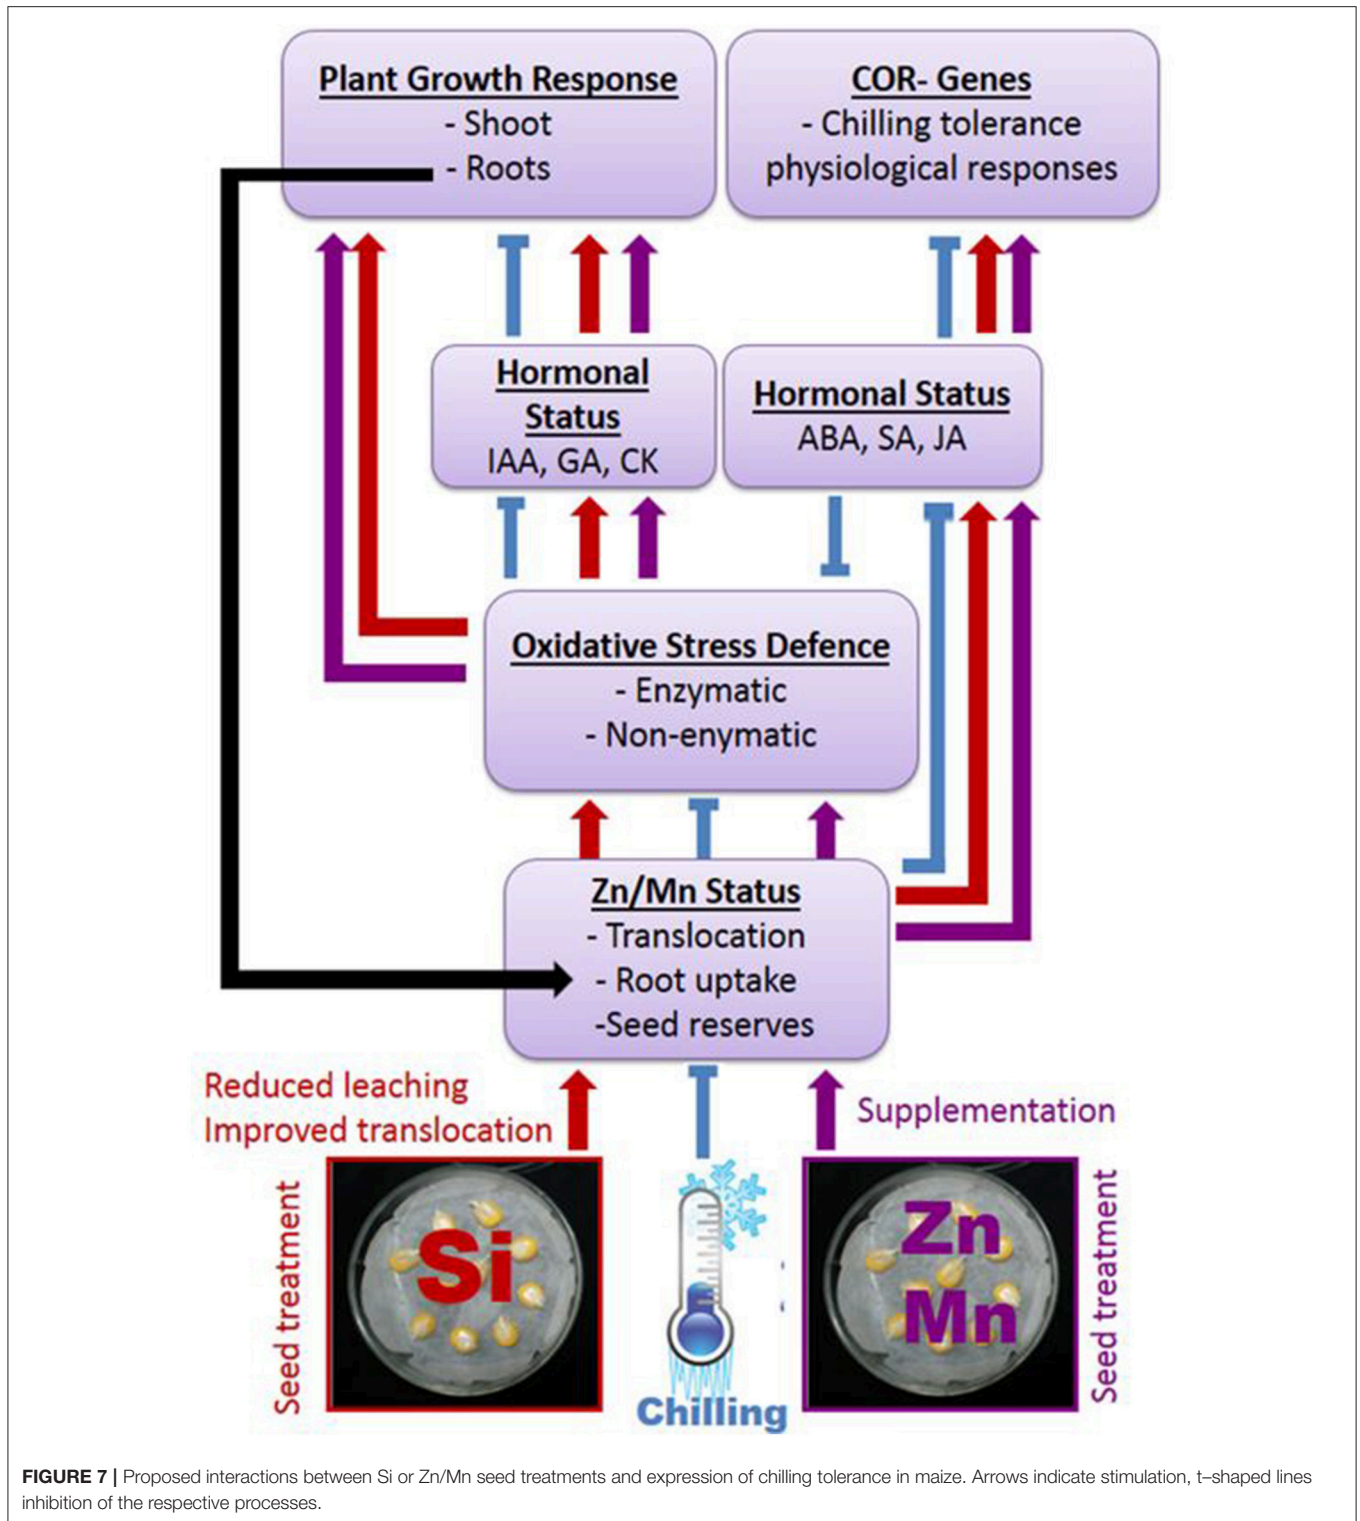 Plant Growth Response
- Shoot
- Roots
COR- Genes
- Chilling tolerance
physiological responses
Hormonal
Status
IAA, GA, CK
Hormonal Status
ABA, SA, JA
Oxidative Stress Defence
- Enzymatic
- Non-enymatic
Zn/Mn Status
- Translocation
- Root uptake
-Seed reserves
Reduced leaching
Improved translocation
Supplementation
Seed treatment
Si
Chilling
Zn
Mn
Seed treatment
FIGURE 7 | Proposed interactions between Si or Zn/Mn seed treatments and expression of chilling tolerance in maize. Arrows indicate stimulation, t–shaped lines
inhibition of the respective processes.